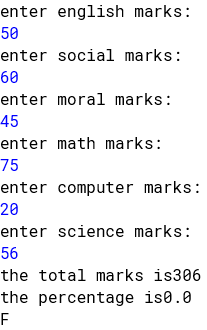 enter english marks:
50
enter social marks:
60
enter moral marks:
45
enter math marks:
75
enter computer marks:
20
enter science marks:
56
the total marks is306
the percentage is0.0
F